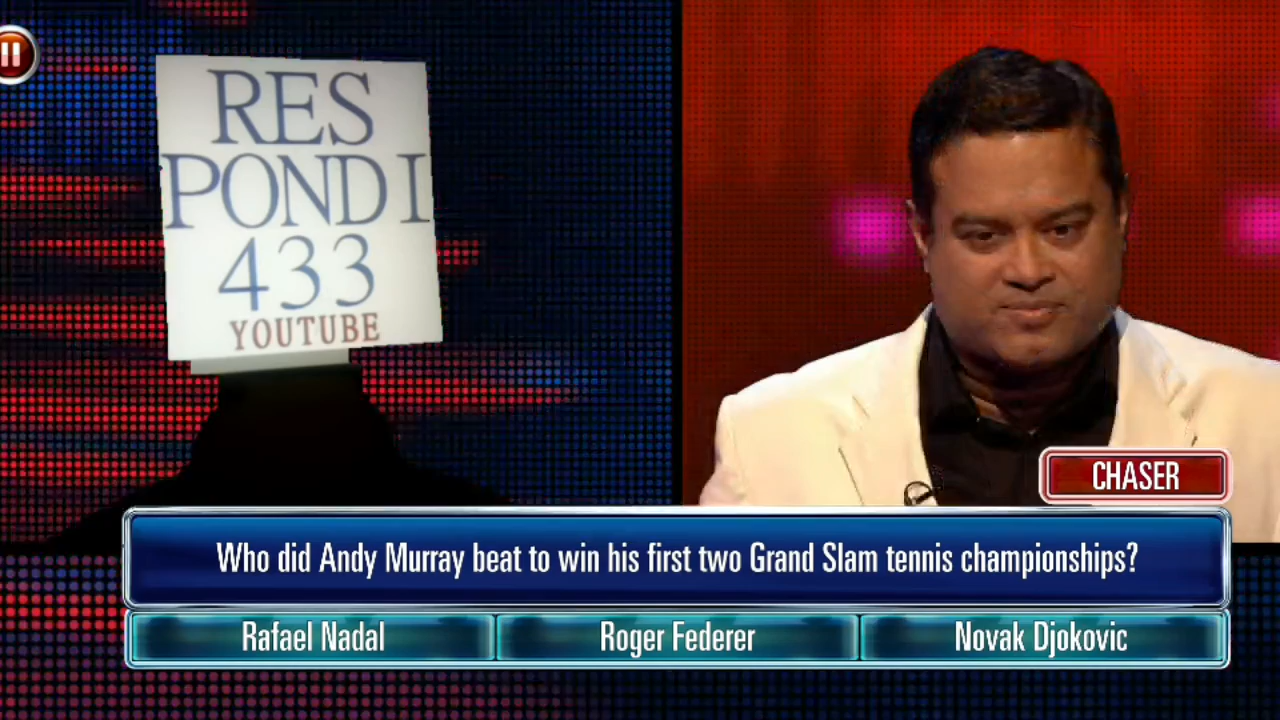 RES
POND I
433
YOUTUBE
CHASER
Who did Andy Murray beat to win his first two Grand Slam tennis championships?
Rafael Nadal
Roger Federer
Novak Djokovic